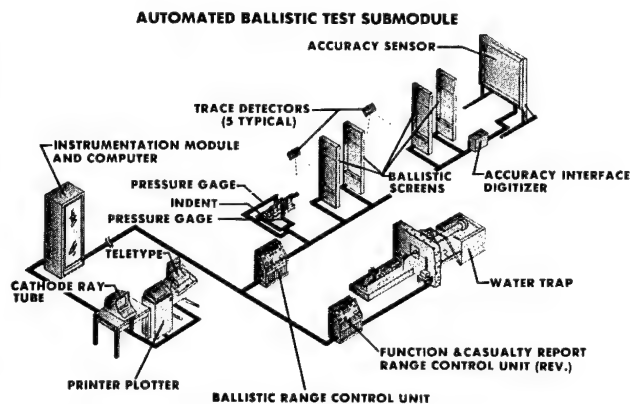 AUTOMATED BALLISTIC TEST SUBMODULE
ACCURACY SENSOR
TRACE DETECTORS
(5 TYPICAL)
INSTRUMENTATION MODULE
AND COMPUTER
PRESSURE GAGE
INDENT
PRESSURE GAGE
BALLISTIC
SCREENS
ACCURACY INTERFACE
DIGITIZER
TELETYPE
CATHODE RAY
TUBE
WATER TRAP
PRINTER PLOTTER
FUNCTION & CASUALTY REPORT
RANGE CONTROL UNIT (REV.)
BALLISTIC RANGE CONTROL UNIT